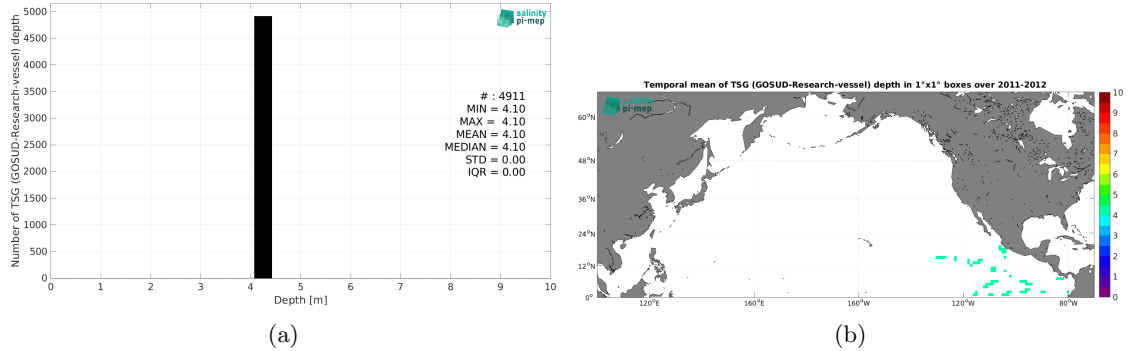 Number of TSG (GOSUD-Research-vessel) depth
5000
4500
4000
3500
3000
2500
2000
1500
1000
500
0
0 1 2 3 4 5 6 7 8 9 10
Depth [m]
salinity
pi-mep
# : 4911
MIN = 4.10
MAX = 4.10
MEAN = 4.10
MEDIAN = 4.10
STD = 0.00
IQR = 0.00
(a)
Temporal mean of TSG (GOSUD-Research-vessel) depth in 1°x1° boxes over 2011-2012
salinity
pi-mep
60°N
48°N
36°N
24°N
12°N
0°
120°E 160°E 160°W 120°W 80°W
10
9
8
7
6
5
4
3
2
1
0
(b)